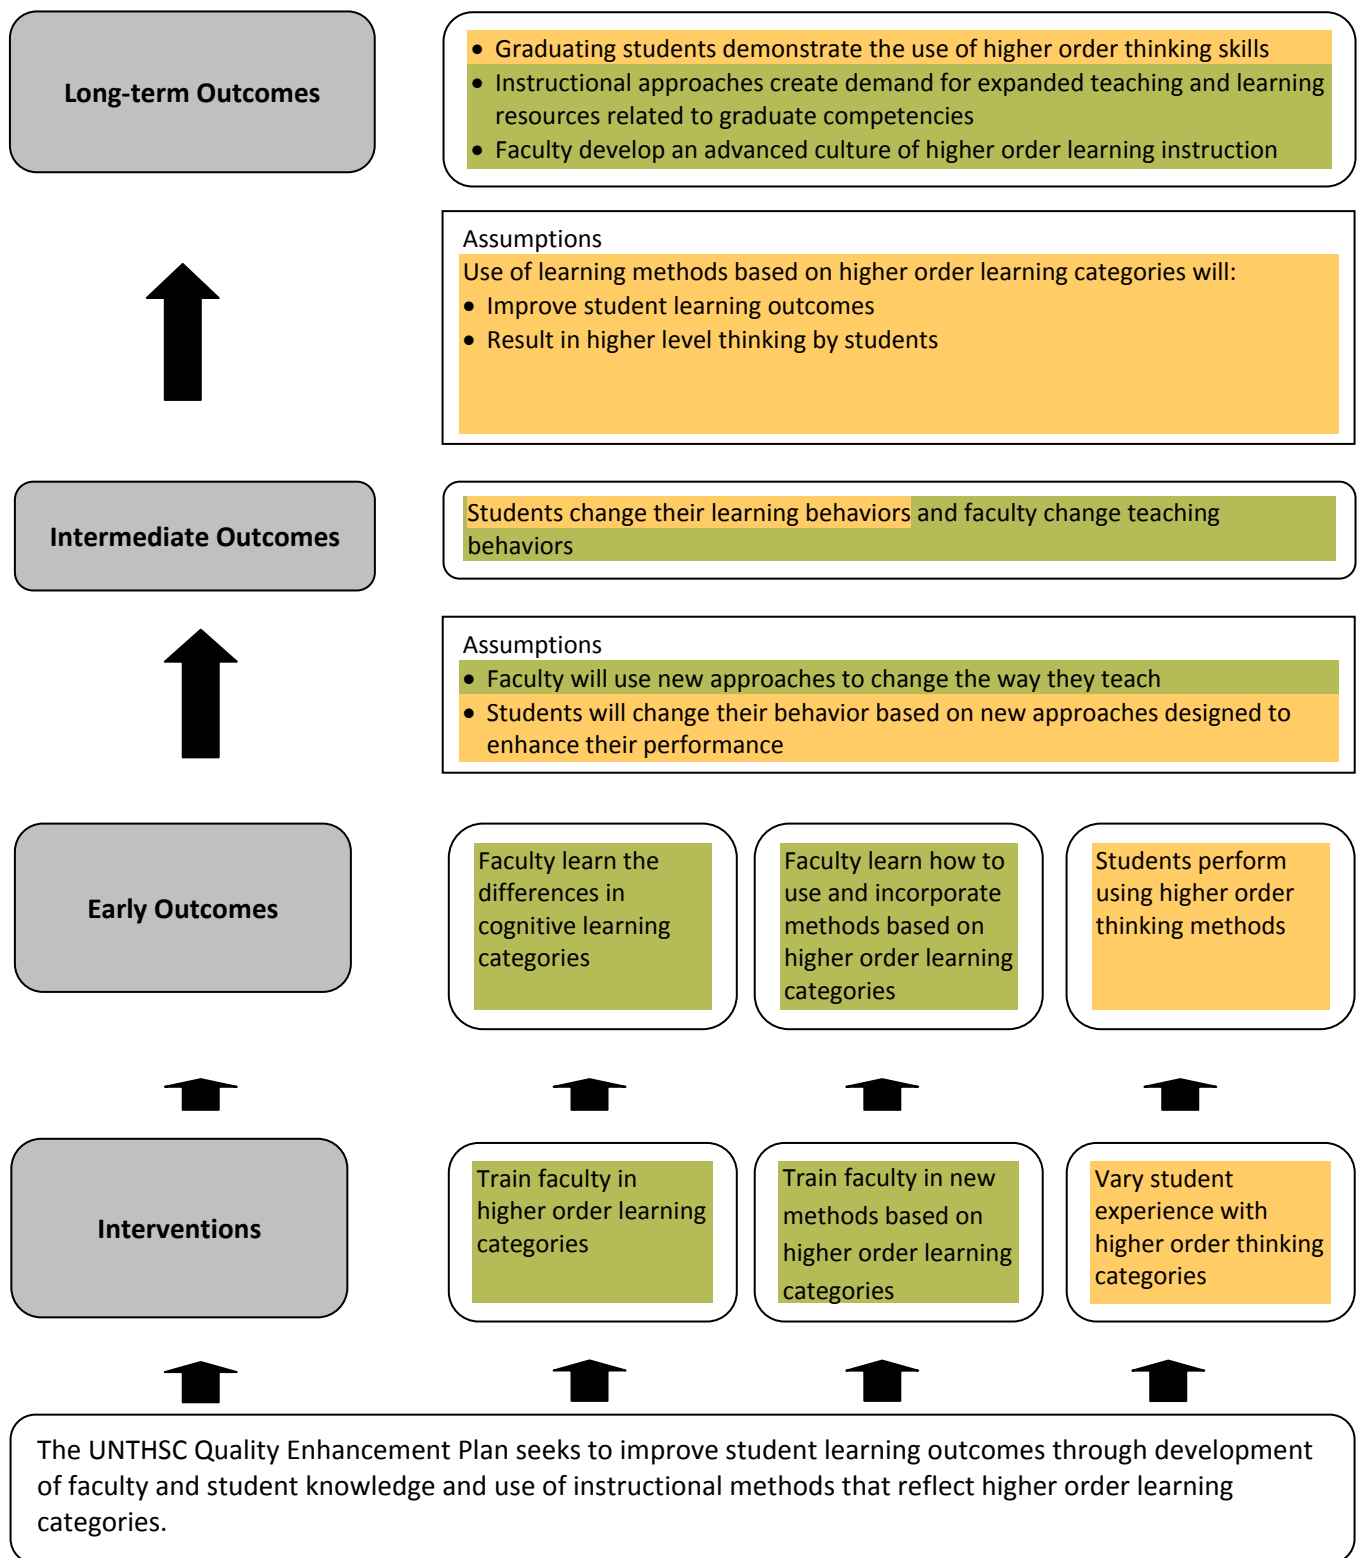 Long-term Outcomes
• Graduating students demonstrate the use of higher order thinking skills
• Instructional approaches create demand for expanded teaching and learning
resources related to graduate competencies
• Faculty develop an advanced culture of higher order learning instruction
Assumptions
Use of learning methods based on higher order learning categories will:
• Improve student learning outcomes
• Result in higher level thinking by students
Intermediate Outcomes
Students change their learning behaviors and faculty change teaching
behaviors
Assumptions
• Faculty will use new approaches to change the way they teach
• Students will change their behavior based on new approaches designed to
enhance their performance
Early Outcomes
Faculty learn the
differences in
cognitive learning
categories
Faculty learn how to
use and incorporate
methods based on
higher order learning
categories
Students perform
using higher order
thinking methods
Interventions
Train faculty in
higher order learning
categories
Train faculty in new
methods based on
higher order learning
categories
Vary student
experience with
higher order thinking
categories
The UNTHSC Quality Enhancement Plan seeks to improve student learning outcomes through development
of faculty and student knowledge and use of instructional methods that reflect higher order learning
categories.